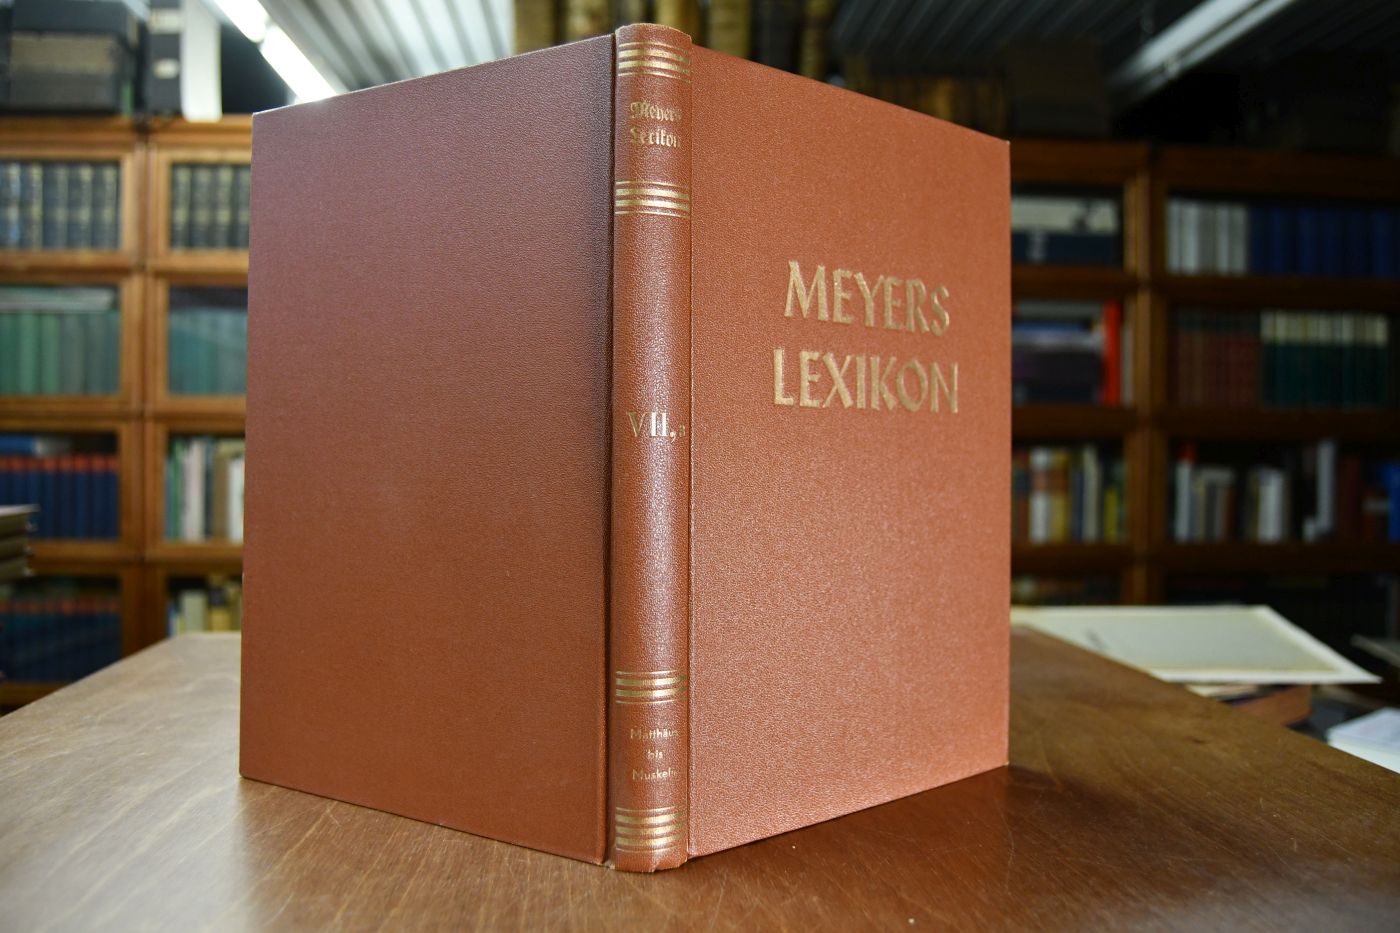 Meyers
Lexikon
VII,
Matthäus
bis
Muskeln
MEYERS
LEXIKON